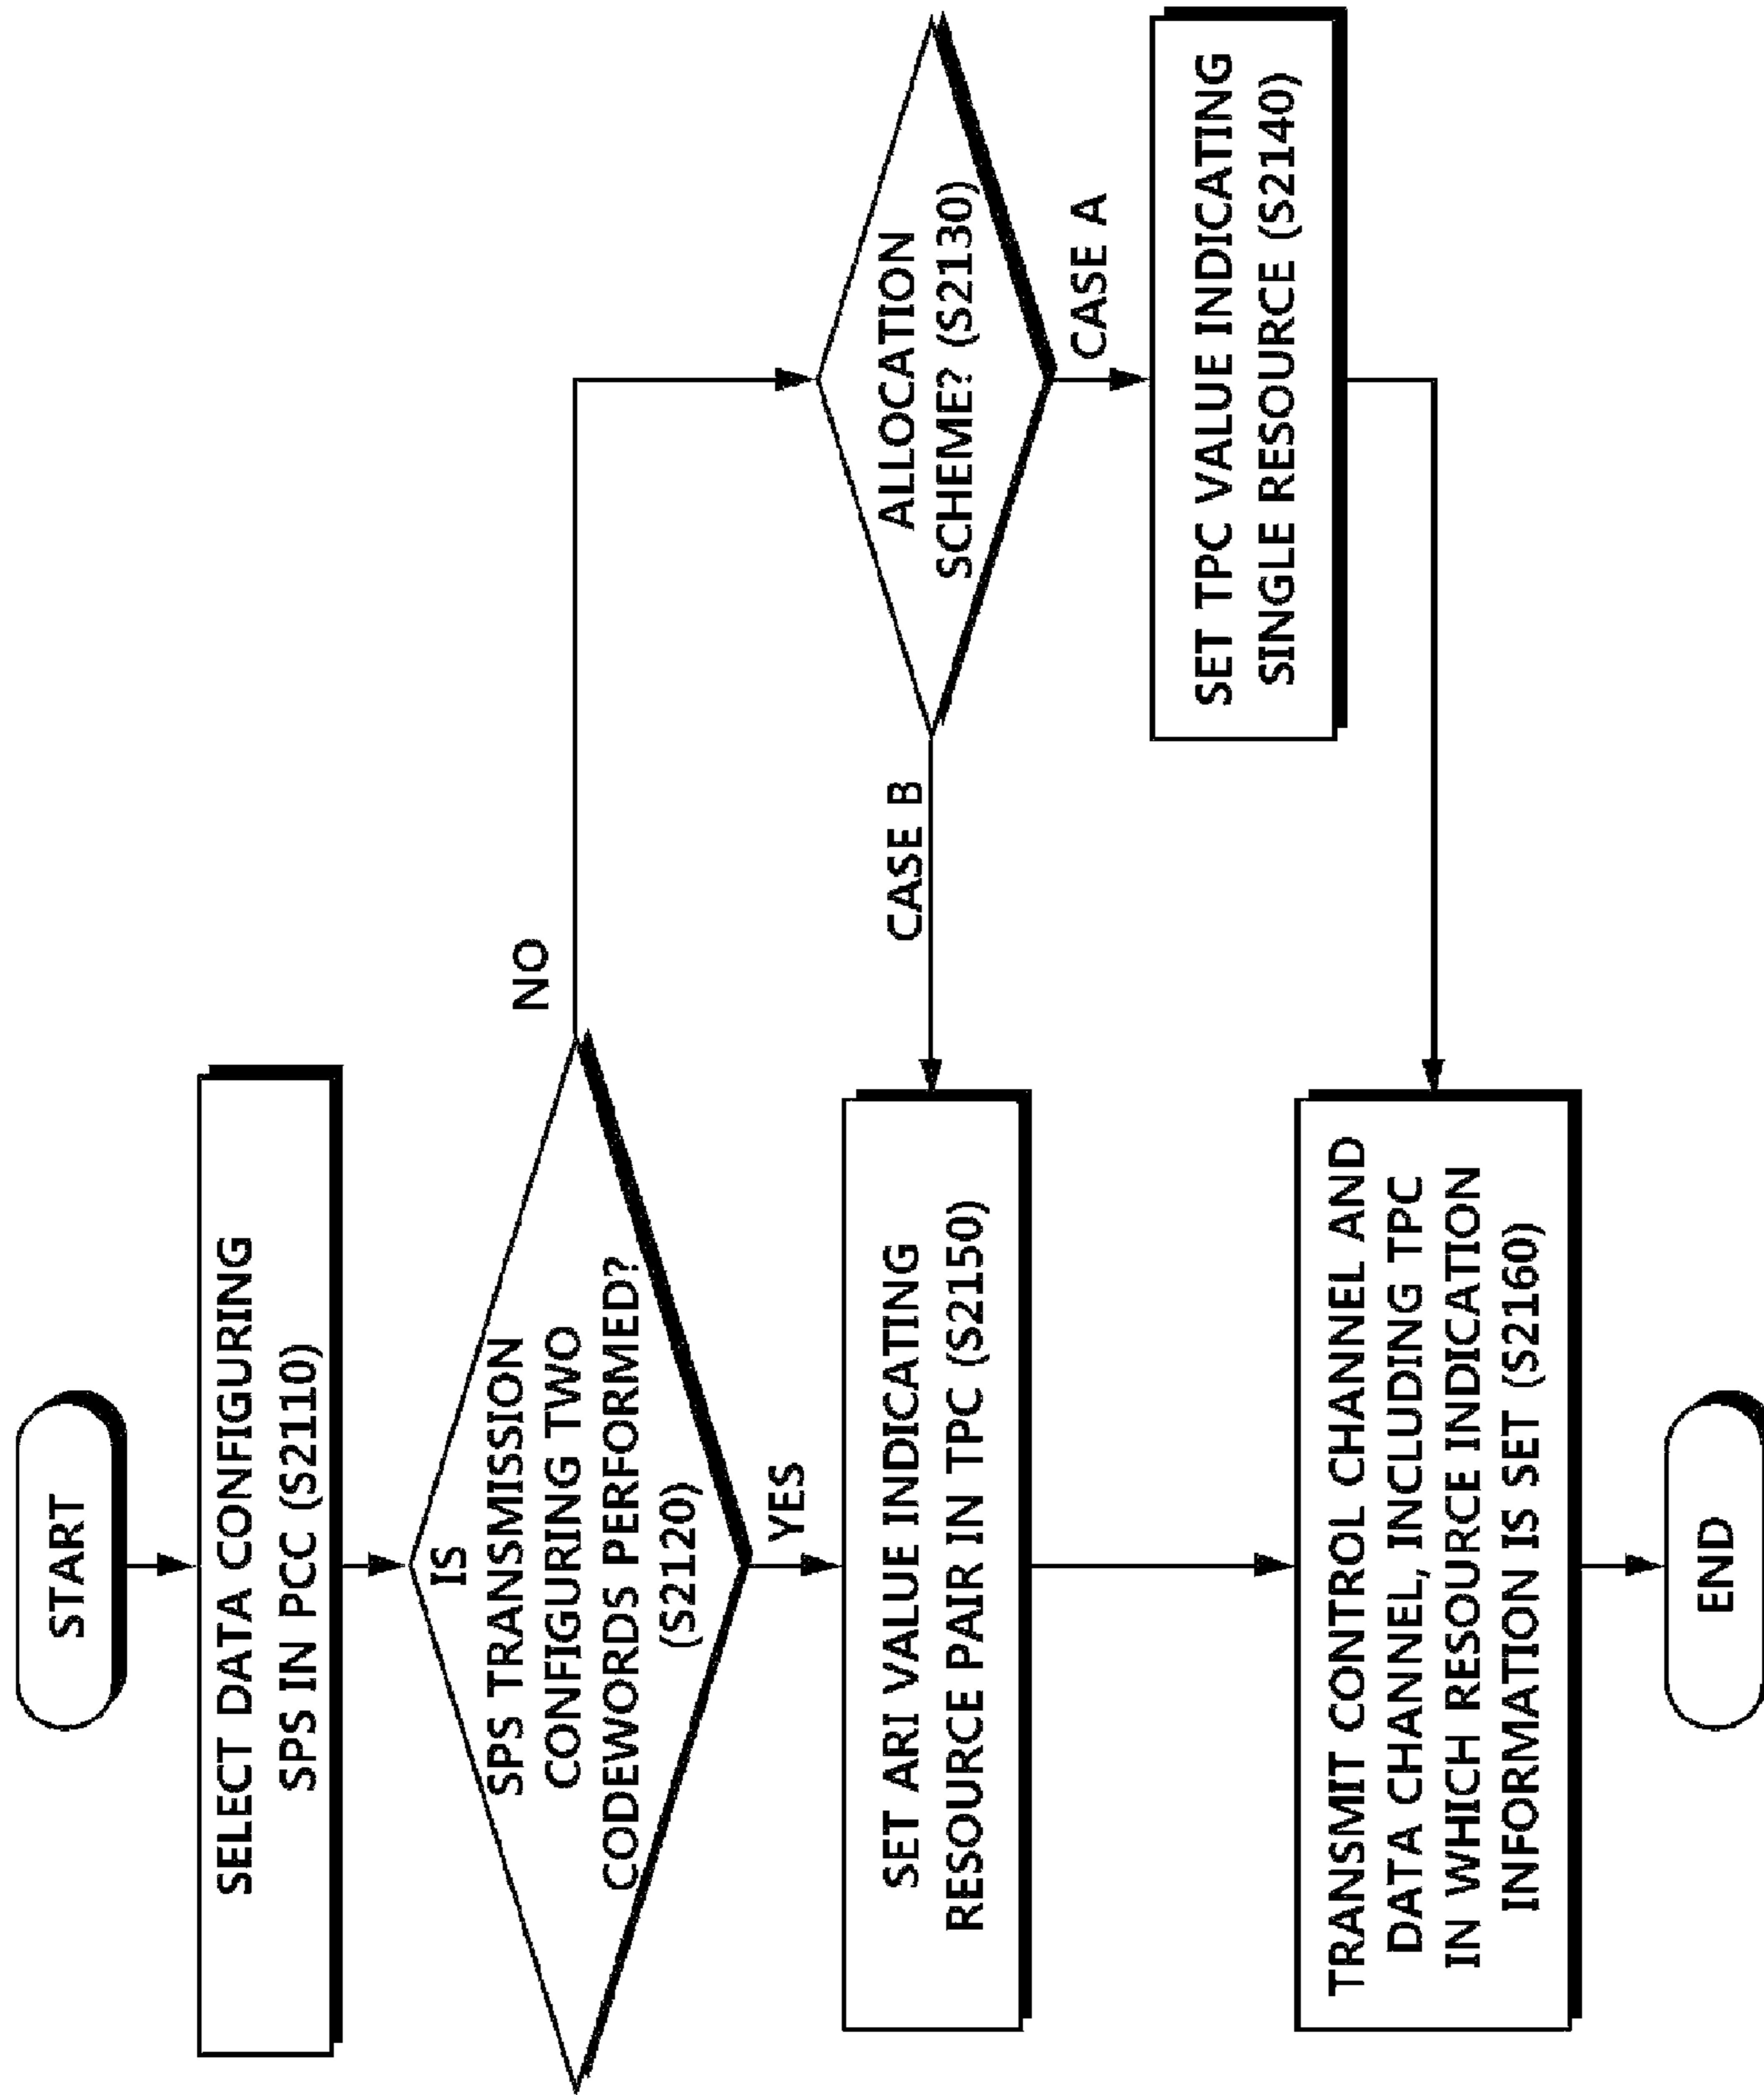 START
SELECT DATA CONFIGURING
SPS IN PCC (S2110)
IS
SPS TRANSMISSION
CONFIGURING TWO
CODEWORDS PERFORMED?
(S2120)
NO
YES
ALLOCATION
SCHEME? (S2130)
CASE B
CASE A
SET TPC VALUE INDICATING
SINGLE RESOURCE (S2140)
SET ARI VALUE INDICATING
RESOURCE PAIR IN TPC (S2150)
TRANSMIT CONTROL CHANNEL AND
DATA CHANNEL, INCLUDING TPC
IN WHICH RESOURCE INDICATION
INFORMATION IS SET (S2160)
END